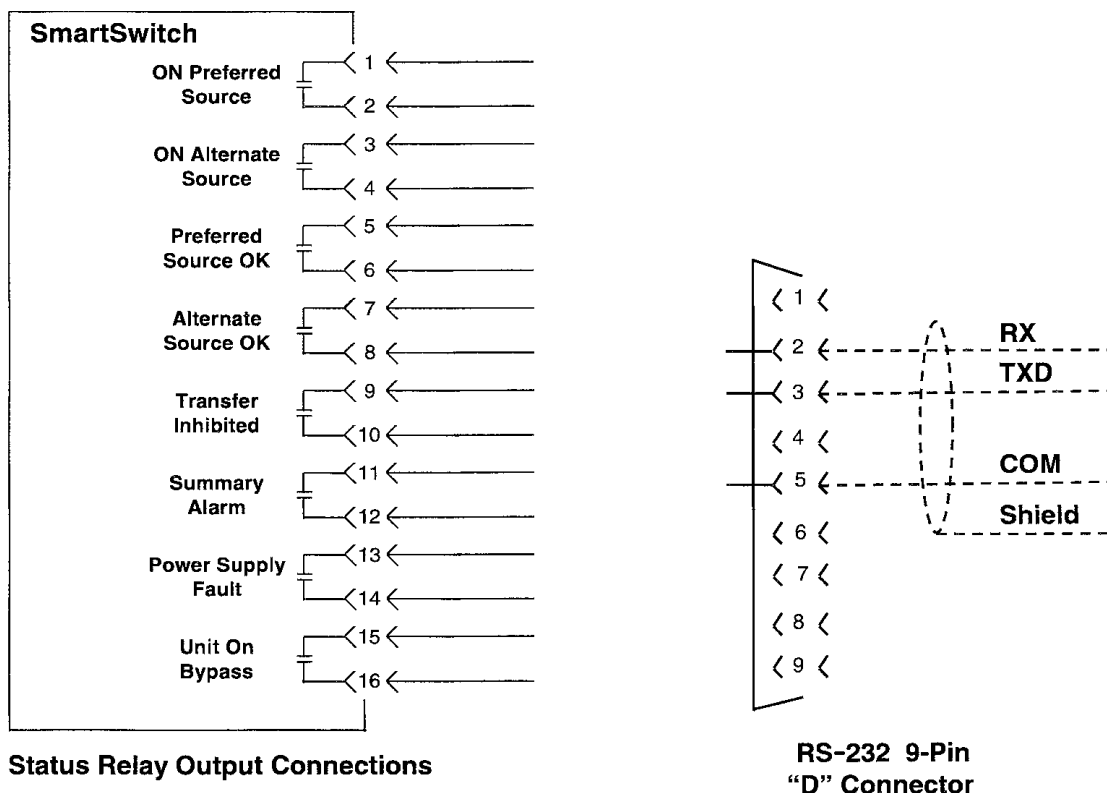 SmartSwitch
ON Preferred
Source
1
2
ON Alternate
Source
3
4
Preferred
Source OK
5
6
Alternate
Source OK
7
8
Transfer
Inhibited
9
10
Summary
Alarm
11
12
Power Supply
Fault
13
14
Unit On
Bypass
15
16
Status Relay Output Connections
1
2
RX
3
TXD
4
5
COM
6
Shield
7
8
9
RS-232 9-Pin
“D” Connector